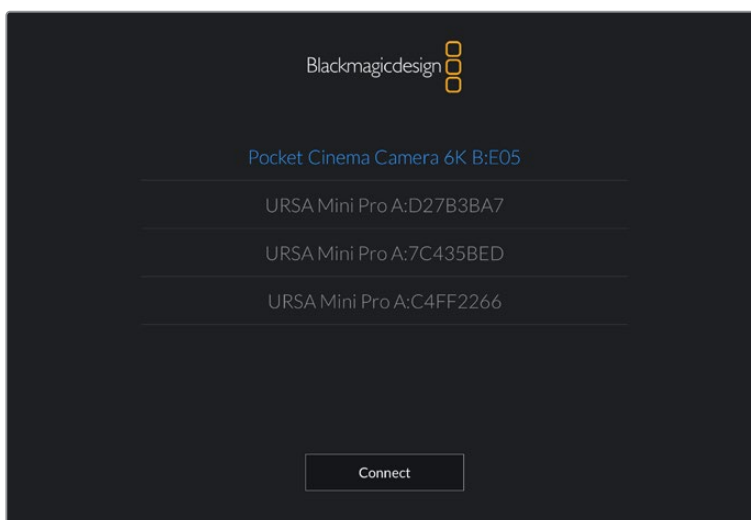 Blackmagicdesign
Pocket Cinema Camera 6K B:E05
URSA Mini Pro A:D27B3BA7
URSA Mini Pro A:7C435BED
URSA Mini Pro A:C4FF2266
Connect